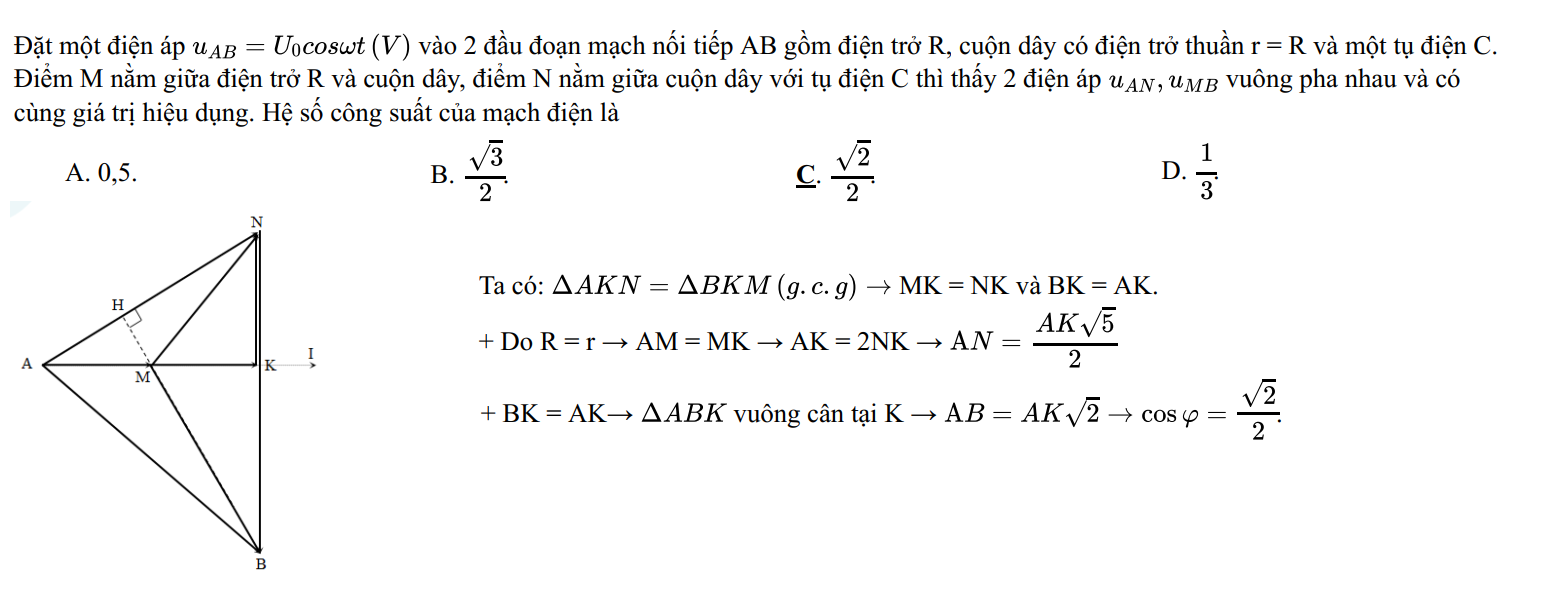 Đặt một điện áp $u_{AB} = U_0cos\omega t\,(V)$ vào 2 đầu đoạn mạch nối tiếp AB gồm điện trở R, cuộn dây có điện trở thuần r = R và một tụ điện C.
Điểm M nằm giữa điện trở R và cuộn dây, điểm N nằm giữa cuộn dây với tụ điện C thì thấy 2 điện áp $u_{AN}, u_{MB}$ vuông pha nhau và có
cùng giá trị hiệu dụng. Hệ số công suất của mạch điện là
A. 0,5. B. $\frac{\sqrt{3}}{2}$. C. $\frac{\sqrt{2}}{2}$. D. $\frac{1}{3}$.
N
H
A
M
K
I
B
Ta có: $\Delta AKN = \Delta BKM\,(g.c.g) \rightarrow$ MK = NK và BK = AK.
+ Do R = r → AM = MK → AK = 2NK → $AN = \frac{AK\sqrt{5}}{2}$
+ BK = AK→ $\Delta ABK$ vuông cân tại K → $AB = AK\sqrt{2} \rightarrow \cos\varphi = \frac{\sqrt{2}}{2}$.